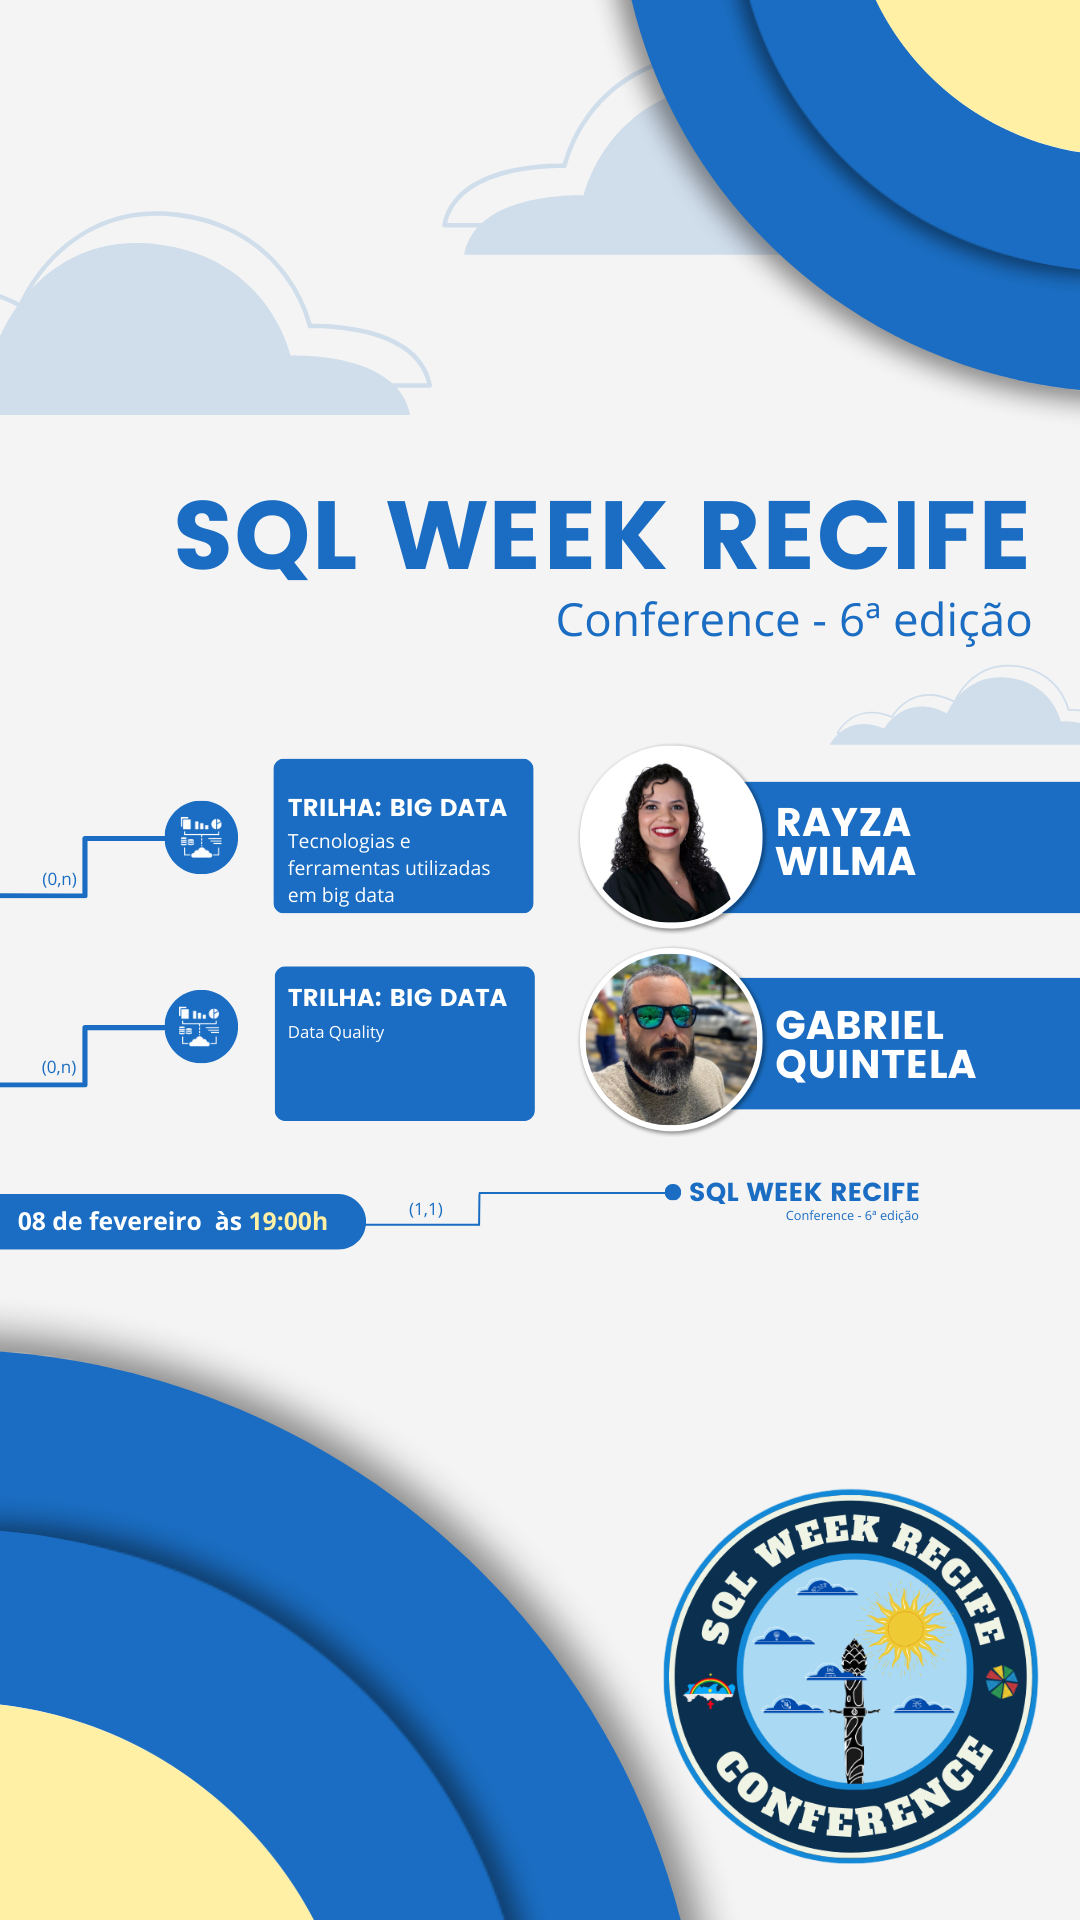 SQL WEEK RECIFE
Conference - 6ª edição
TRILHA: BIG DATA
Tecnologias e
ferramentas utilizadas
em big data
RAYZA
WILMA
(0,n)
TRILHA: BIG DATA
Data Quality
GABRIEL
QUINTELA
(0,n)
08 de fevereiro às 19:00h
(1,1)
SQL WEEK RECIFE
Conference - 6ª edição
SQL WEEK RECIFE
CONFERENCE